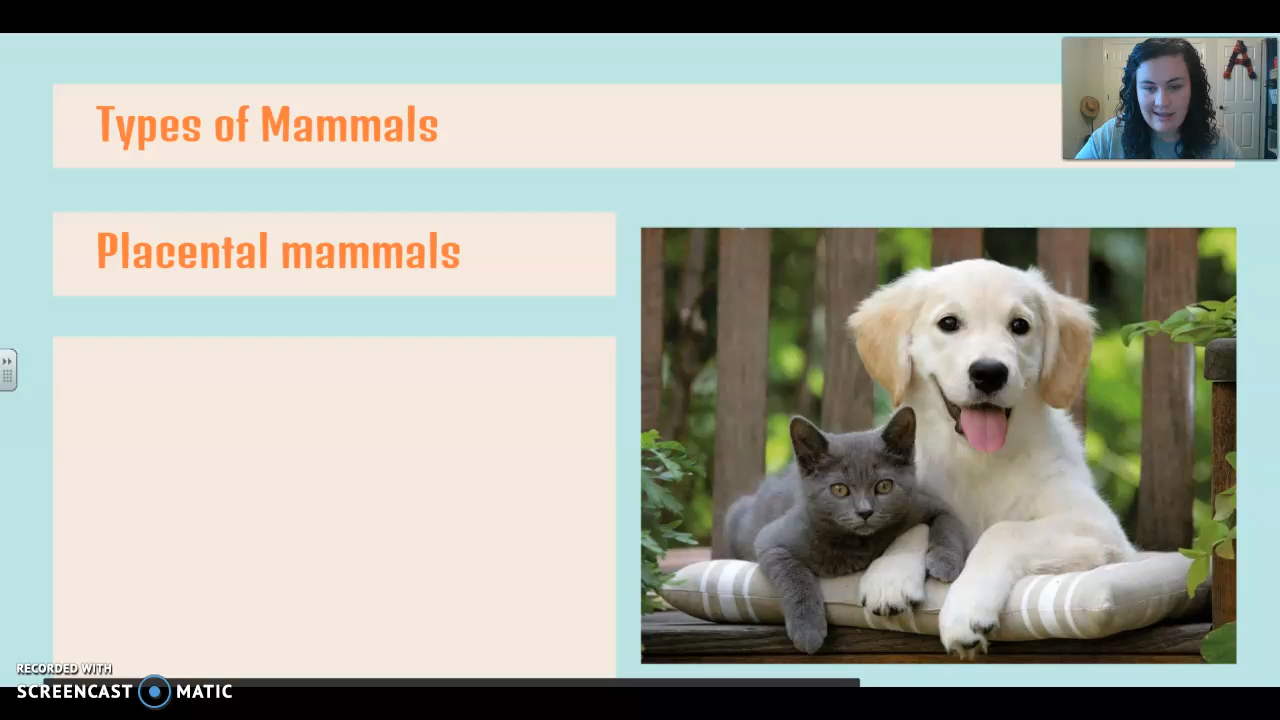 Types of Mammals
A
Placental mammals
RECORDED WITH
SCREENCAST MATIC